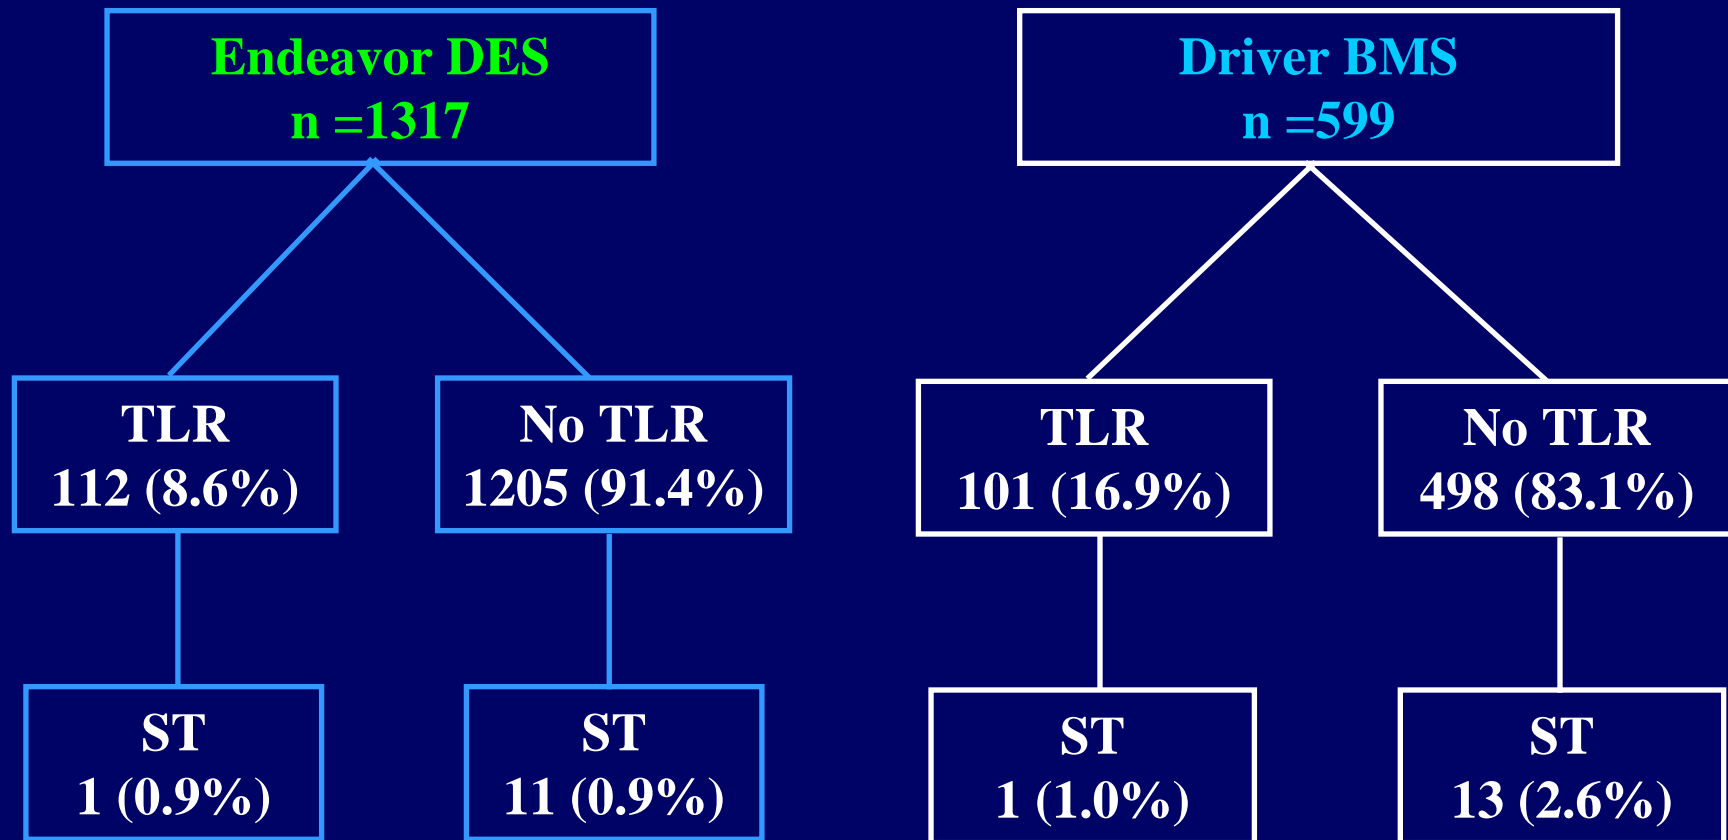 Endeavor DES
n =1317
Driver BMS
n =599
TLR
112 (8.6%)
No TLR
1205 (91.4%)
TLR
101 (16.9%)
No TLR
498 (83.1%)
ST
1 (0.9%)
ST
11 (0.9%)
ST
1 (1.0%)
ST
13 (2.6%)